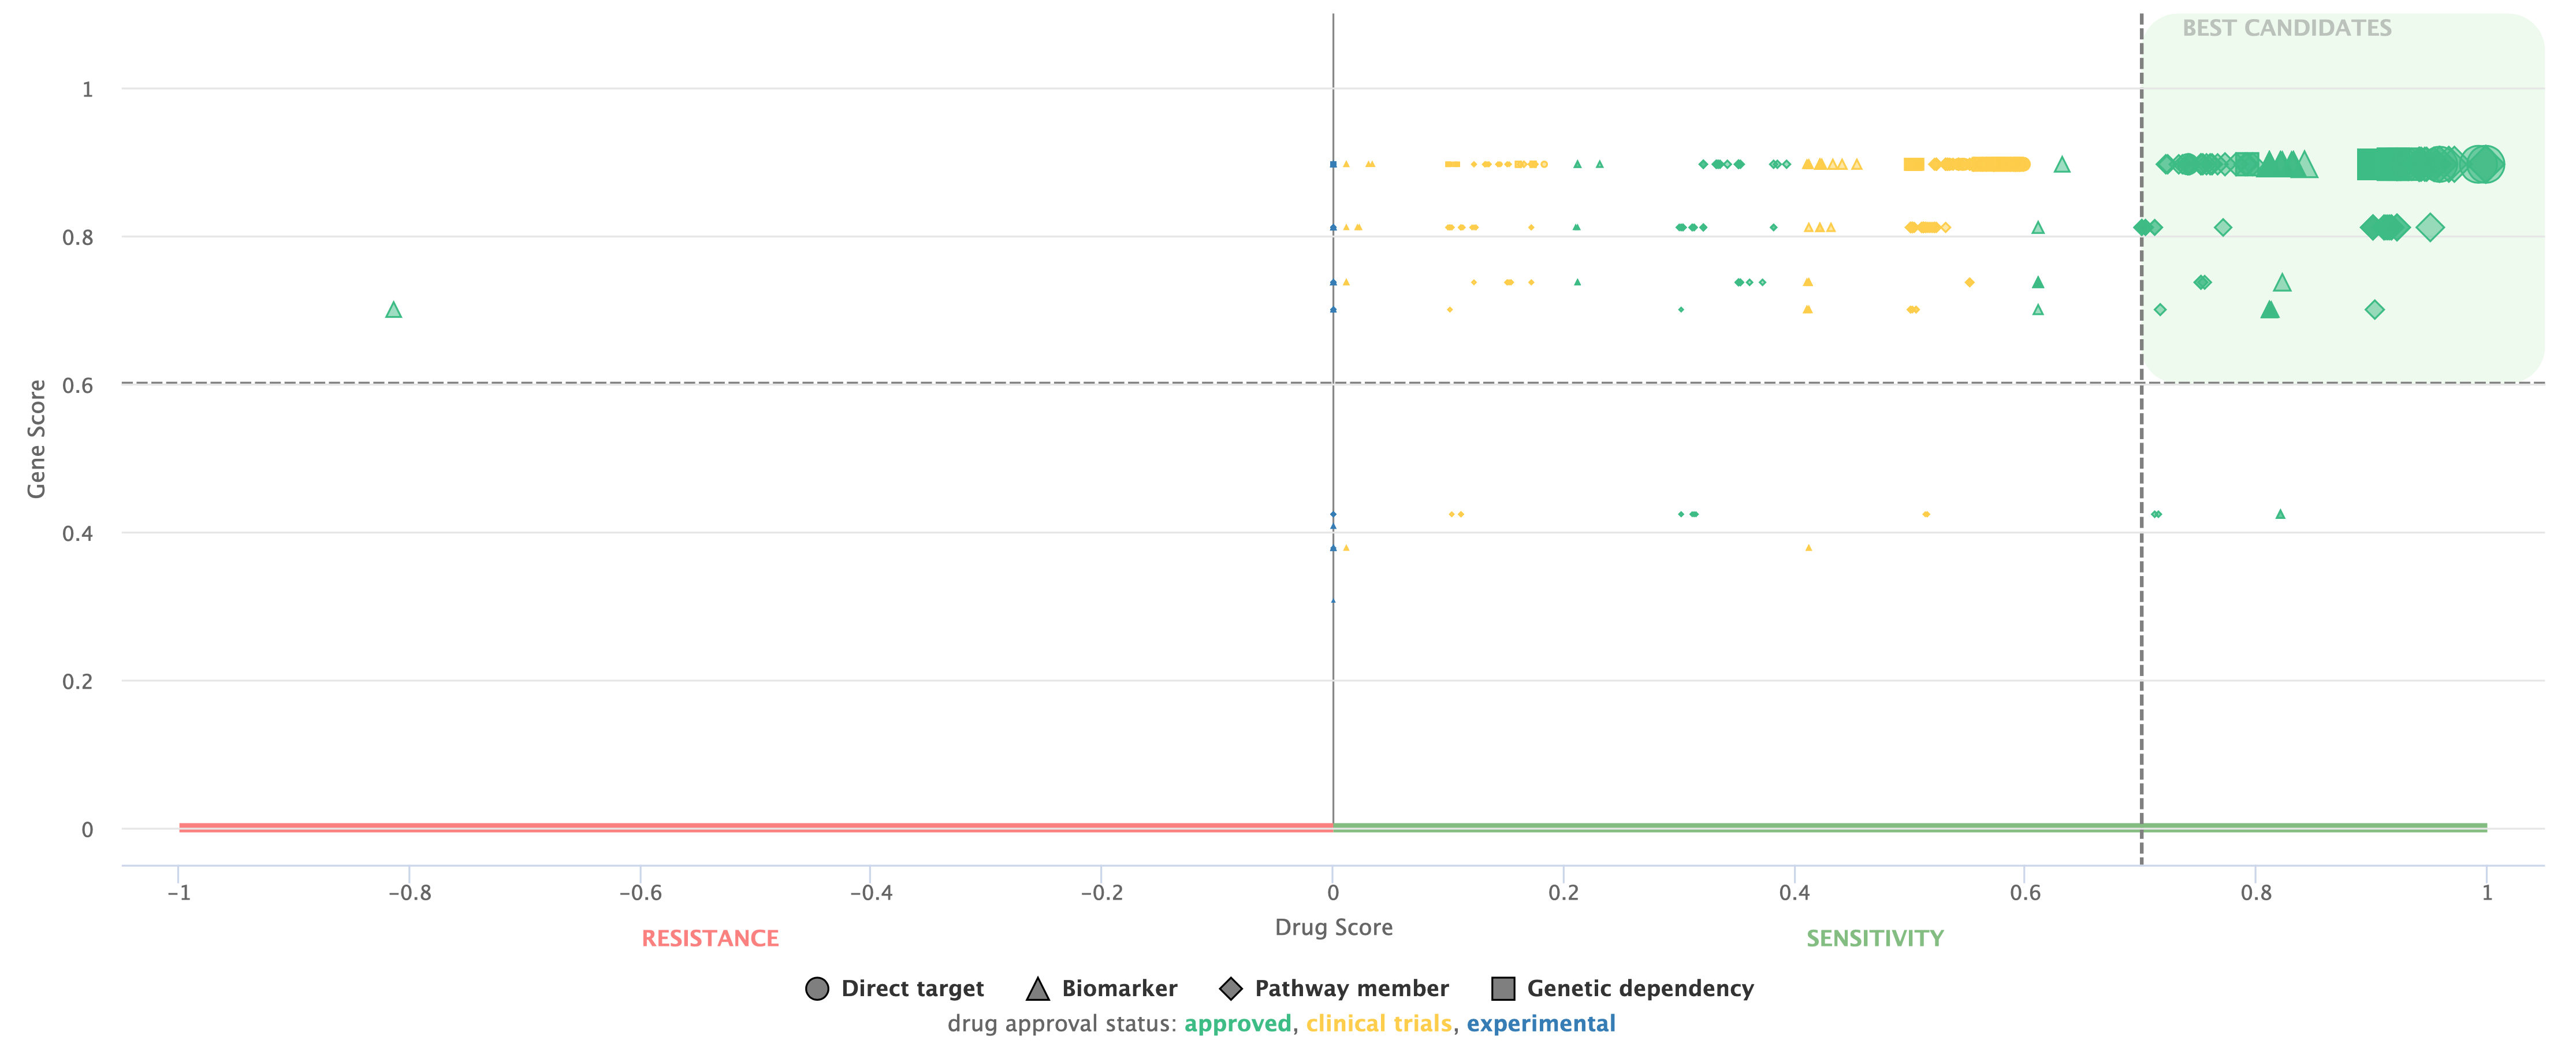 BEST CANDIDATES
1
0.8
0.6
0.4
0.2
0
Gene Score
−1 −0.8 −0.6 −0.4 −0.2 0 0.2 0.4 0.6 0.8 1
Drug Score
RESISTANCE SENSITIVITY
Direct target Biomarker Pathway member Genetic dependency
drug approval status: approved, clinical trials, experimental